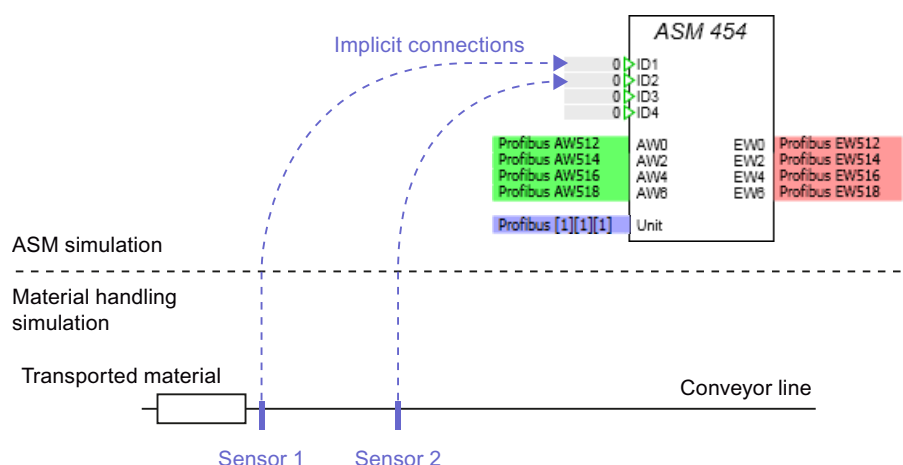 ASM 454
Implicit connections
0 ID1
0 ID2
0 ID3
0 ID4
Profibus AW512 AW0 EW0 Profibus EW512
Profibus AW514 AW2 EW2 Profibus EW514
Profibus AW516 AW4 EW4 Profibus EW516
Profibus AW518 AW6 EW6 Profibus EW518
Profibus [1][1][1] Unit
ASM simulation
Material handling
simulation
Transported material
Conveyor line
Sensor 1 Sensor 2